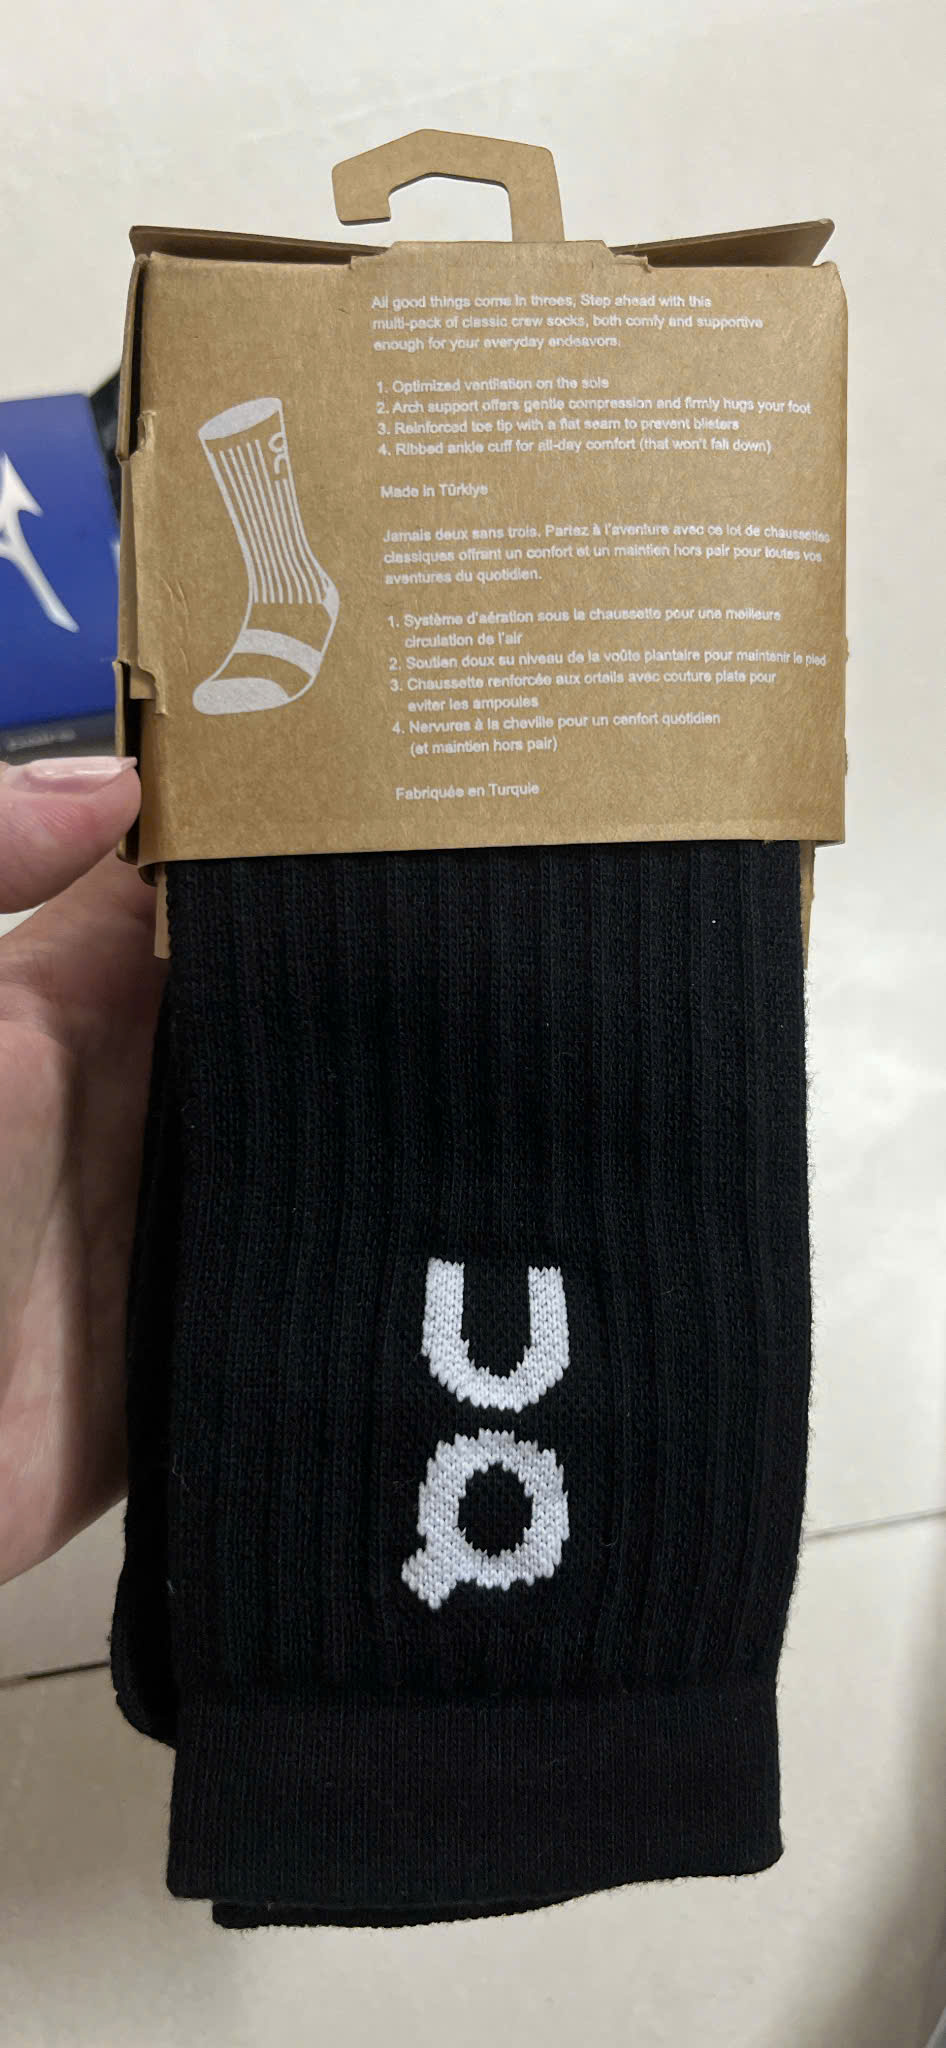 All good things come in threes, Step ahead with this
multi-pack of classic crew socks, both comfy and supportive
enough for your everyday endeavors.
1. Optimized ventilation on the sole
2. Arch support offers gentle compression and firmly hugs your foot
3. Reinforced toe tip with a flat seam to prevent blisters
4. Ribbed ankle cuff for all-day comfort (that won't fall down)
Made in Türkiye
Jamais deux sans trois. Partez à l'aventure avec ce lot de chaussettes
classiques offrant un confort et un maintien hors pair pour toutes vos
aventures du quotidien.
1. Système d'aération sous la chaussette pour une meilleure
circulation de l'air
2. Soutien doux au niveau de la voûte plantaire pour maintenir le pied
3. Chaussette renforcée aux orteils avec couture plate pour
eviter les ampoules
4. Nervures à la cheville pour un confort quotidien
(et maintien hors pair)
Fabriquée en Turquie